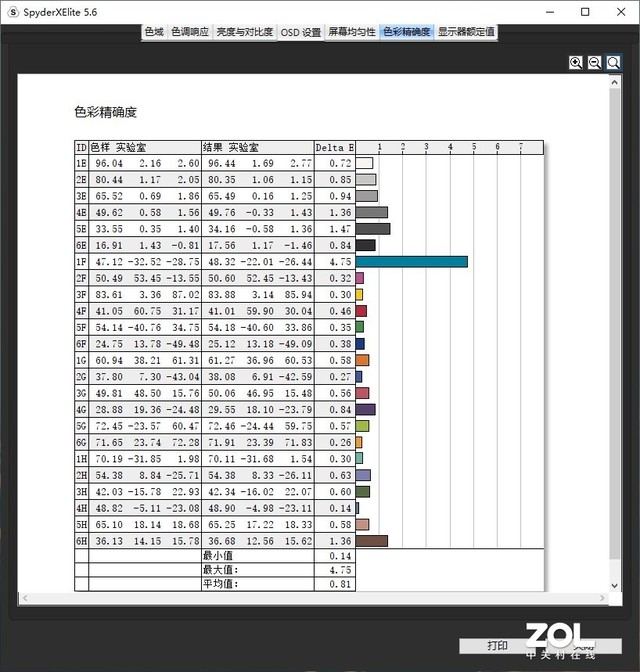 SpyderXElite 5.6
色域 色调响应 亮度与对比度 OSD 设置 屏幕均匀性 色彩精确度 显示器额定值
色彩精确度
ID 色样 实验室 结果 实验室 Delta E 1 2 3 4 5 6 7
1E 96.04 2.16 2.60 96.44 1.69 2.77 0.72
2E 80.44 1.17 2.05 80.35 1.06 1.15 0.85
3E 65.52 0.69 1.86 65.49 0.16 1.25 0.94
4E 49.62 0.58 1.56 49.76 -0.33 1.43 1.36
5E 33.55 0.35 1.40 34.16 -0.58 1.36 1.47
6E 16.91 1.43 -0.81 17.56 1.17 -1.46 0.84
1F 47.12 -32.52 -28.75 48.32 -22.01 -26.44 4.75
2F 50.49 53.45 -13.55 50.60 52.45 -13.43 0.32
3F 83.61 3.36 87.02 83.88 3.14 85.94 0.30
4F 41.05 60.75 31.17 41.01 59.90 30.04 0.46
5F 54.14 -40.76 34.75 54.18 -40.60 33.86 0.35
6F 24.75 13.78 -49.48 25.12 13.18 -49.09 0.38
1G 60.94 38.21 61.31 61.27 36.96 60.53 0.58
2G 37.80 7.30 -43.04 38.08 6.91 -42.59 0.27
3G 49.81 48.50 15.76 50.06 46.95 15.48 0.56
4G 28.88 19.36 -24.48 29.55 18.10 -23.79 0.84
5G 72.45 -23.57 60.47 72.46 -24.44 59.75 0.57
6G 71.65 23.74 72.28 71.91 23.39 71.83 0.26
1H 70.19 -31.85 1.98 70.11 -31.68 1.54 0.30
2H 54.38 8.84 -25.71 54.38 8.33 -26.11 0.63
3H 42.03 -15.78 22.93 42.34 -16.02 22.07 0.60
4H 48.82 -5.11 -23.08 48.90 -4.98 -23.11 0.14
5H 65.10 18.14 18.68 65.25 17.22 18.33 0.58
6H 36.13 14.15 15.78 36.68 12.56 15.62 1.36
最小值 0.14
最大值: 4.75
平均值: 0.81
打印
ZOL
中关村在线